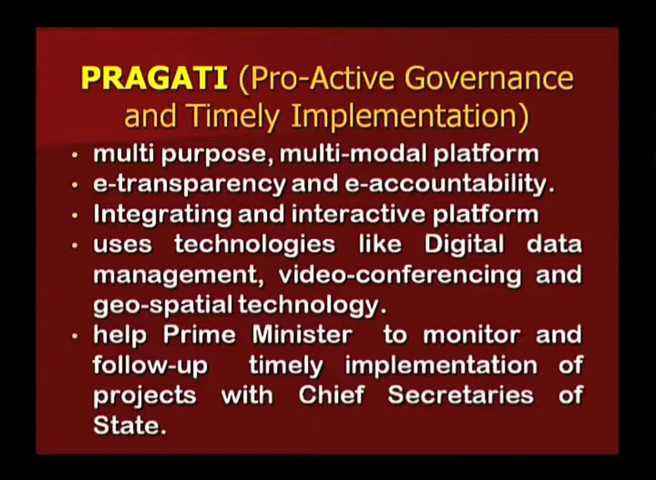 PRAGATI (Pro-Active Governance
and Timely Implementation)
• multi purpose, multi-modal platform
• e-transparency and e-accountability.
• Integrating and interactive platform
• uses technologies like Digital data
management, video-conferencing and
geo-spatial technology.
• help Prime Minister to monitor and
follow-up timely implementation of
projects with Chief Secretaries of
State.